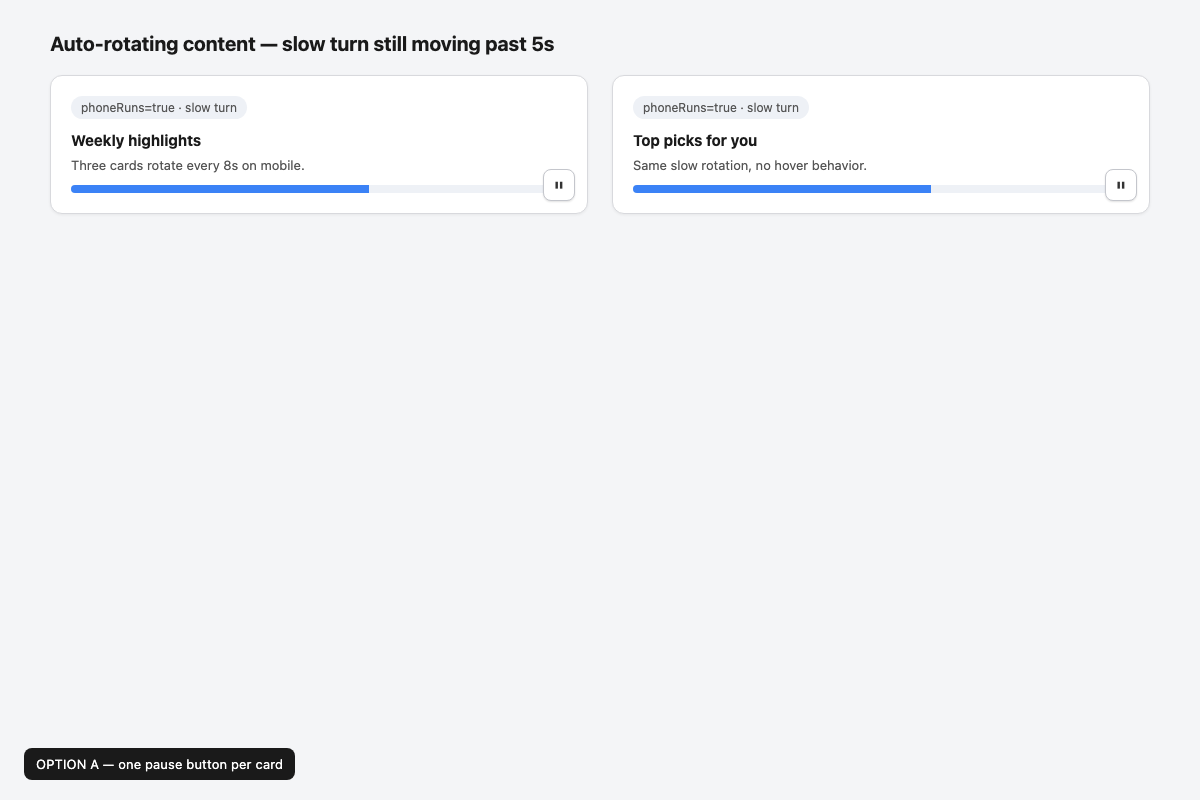 Auto-rotating content — slow turn still moving past 5s
phoneRuns=true · slow turn
Weekly highlights
Three cards rotate every 8s on mobile.
phoneRuns=true · slow turn
Top picks for you
Same slow rotation, no hover behavior.
OPTION A — one pause button per card